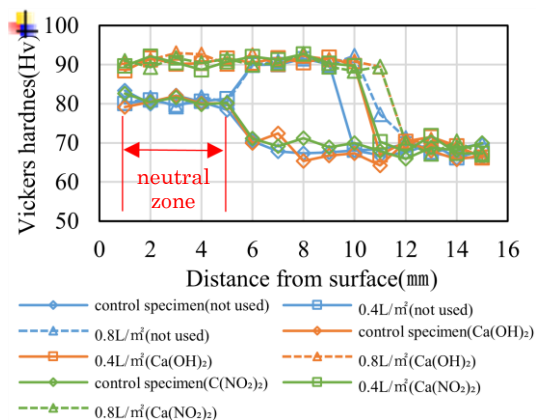 Vickers hardnes(Hv)
100
90
80
70
60
50
neutral
zone
0 2 4 6 8 10 12 14 16
Distance from surface(㎜)
control specimen(not used)
0.4L/㎡(not used)
0.8L/㎡(not used)
control specimen(Ca(OH)₂)
0.4L/㎡(Ca(OH)₂)
0.8L/㎡(Ca(OH)₂)
control specimen(C(NO₂)₂)
0.4L/㎡(Ca(NO₂)₂)
0.8L/㎡(Ca(NO₂)₂)